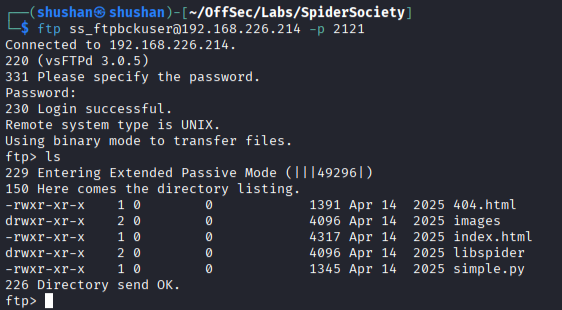 ┌──(shushan㉿shushan)-[~/OffSec/Labs/SpiderSociety]
└─$ ftp ss_ftpbckuser@192.168.226.214 -p 2121
Connected to 192.168.226.214.
220 (vsFTPd 3.0.5)
331 Please specify the password.
Password:
230 Login successful.
Remote system type is UNIX.
Using binary mode to transfer files.
ftp> ls
229 Entering Extended Passive Mode (|||49296|)
150 Here comes the directory listing.
-rwxr-xr-x    1 0        0            1391 Apr 14  2025 404.html
drwxr-xr-x    2 0        0            4096 Apr 14  2025 images
-rwxr-xr-x    1 0        0            4317 Apr 14  2025 index.html
drwxr-xr-x    2 0        0            4096 Apr 14  2025 libspider
-rwxr-xr-x    1 0        0            1345 Apr 14  2025 simple.py
226 Directory send OK.
ftp>